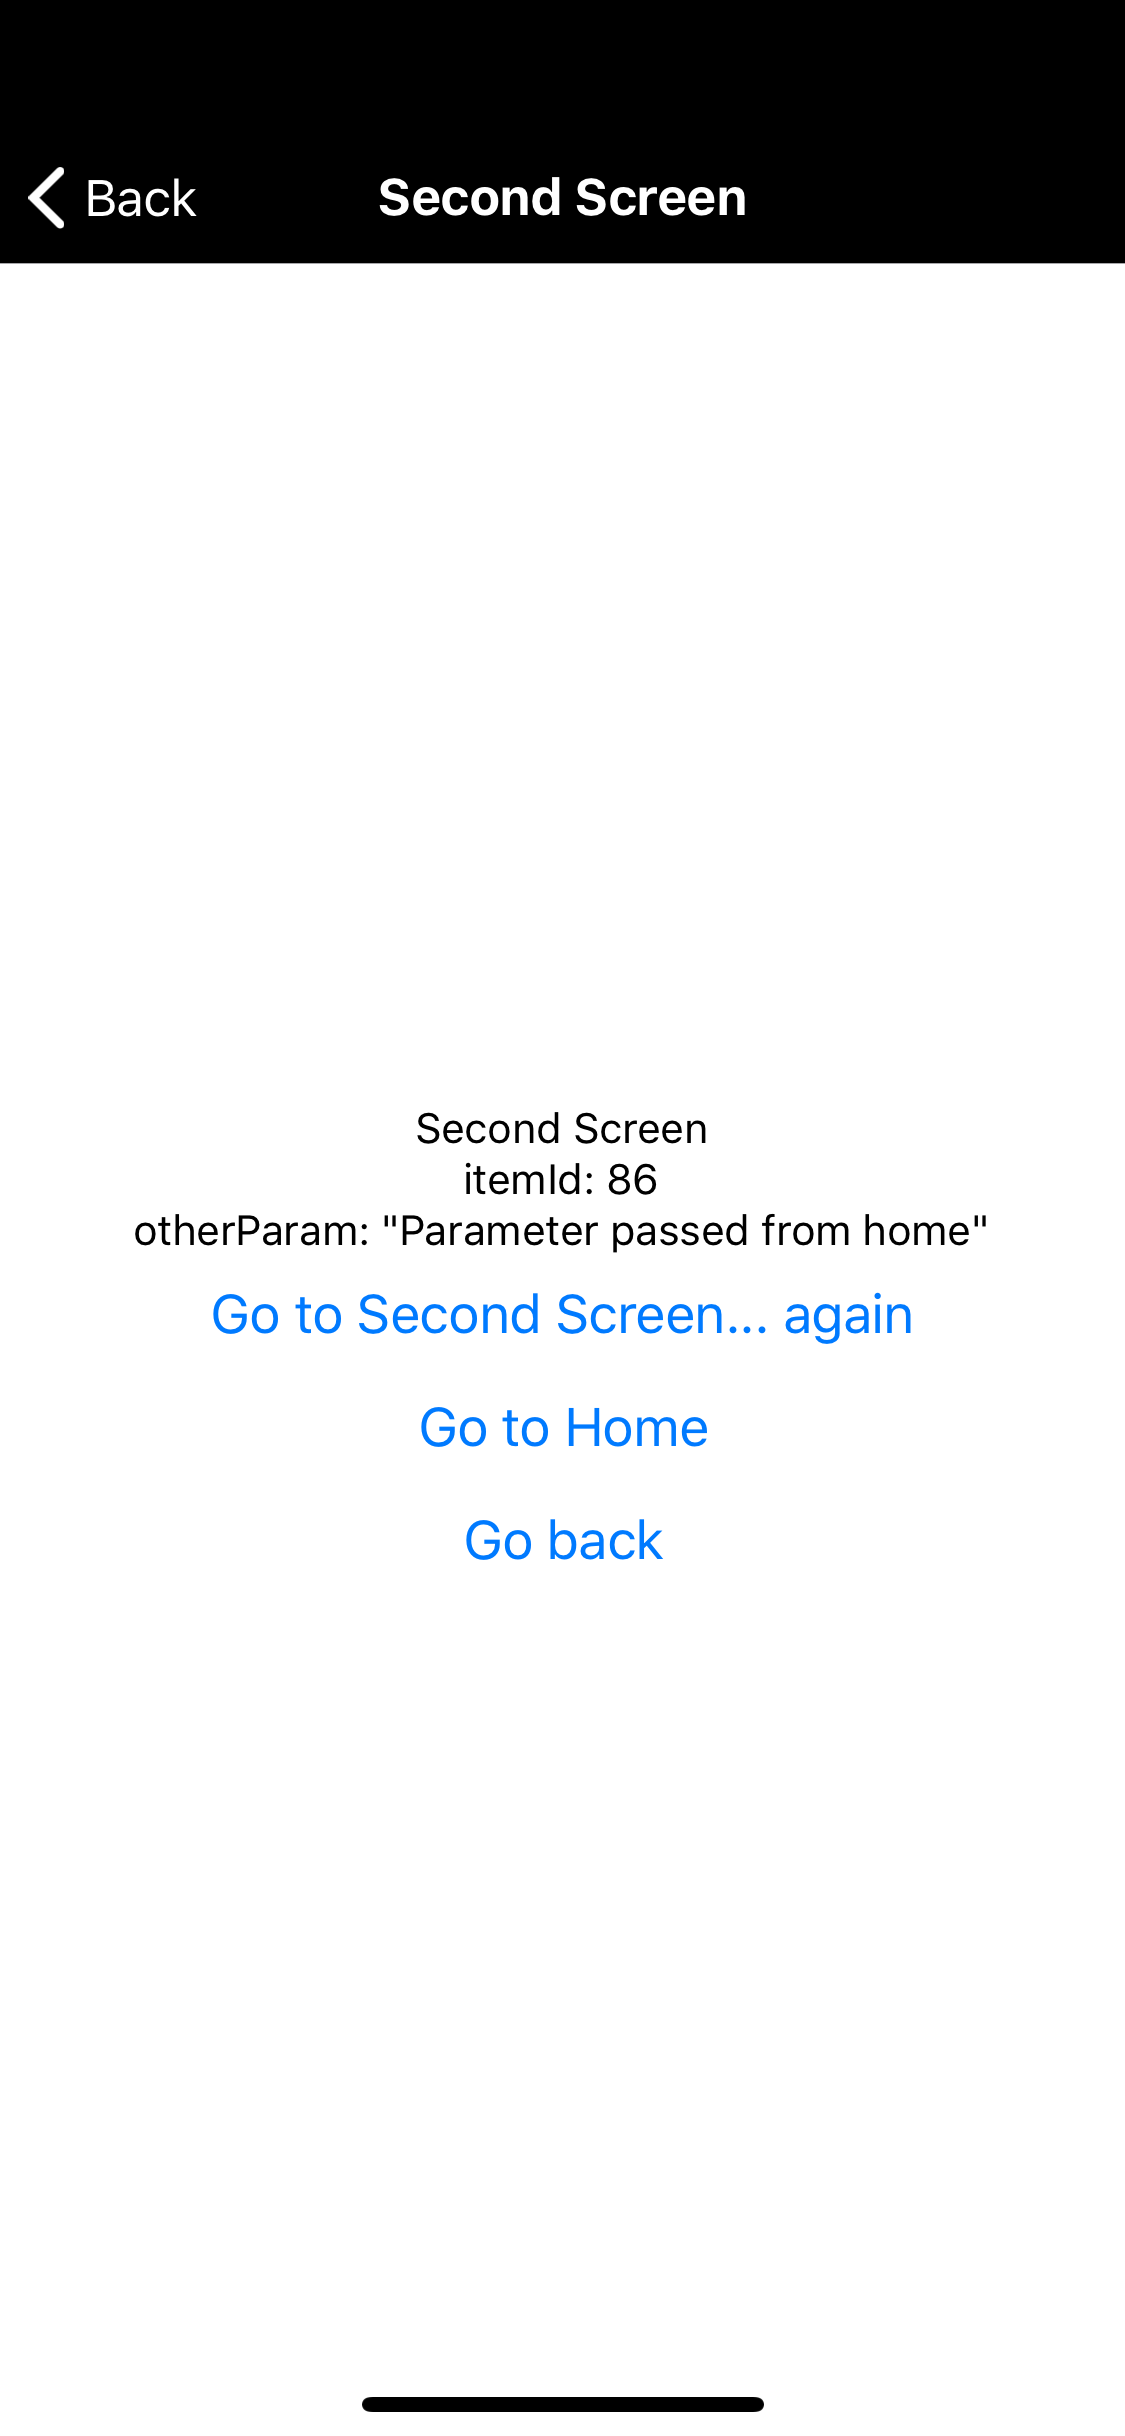 Back
Second Screen
Second Screen
itemId: 86
otherParam: "Parameter passed from home"
Go to Second Screen... again
Go to Home
Go back